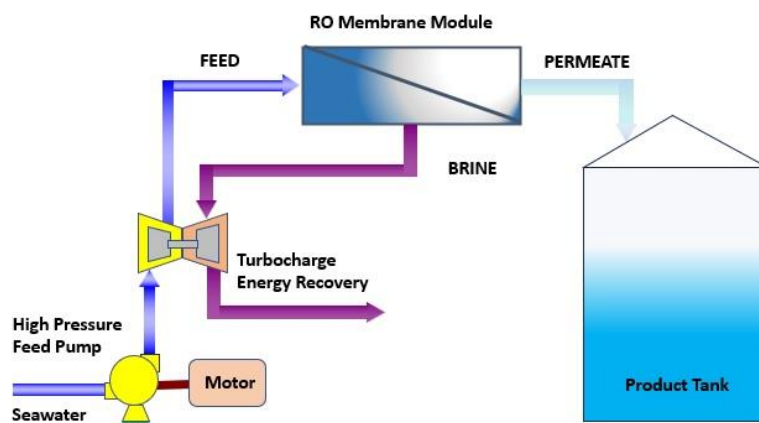 RO Membrane Module
FEED
PERMEATE
BRINE
Turbocharge
Energy Recovery
High Pressure
Feed Pump
Motor
Seawater
Product Tank